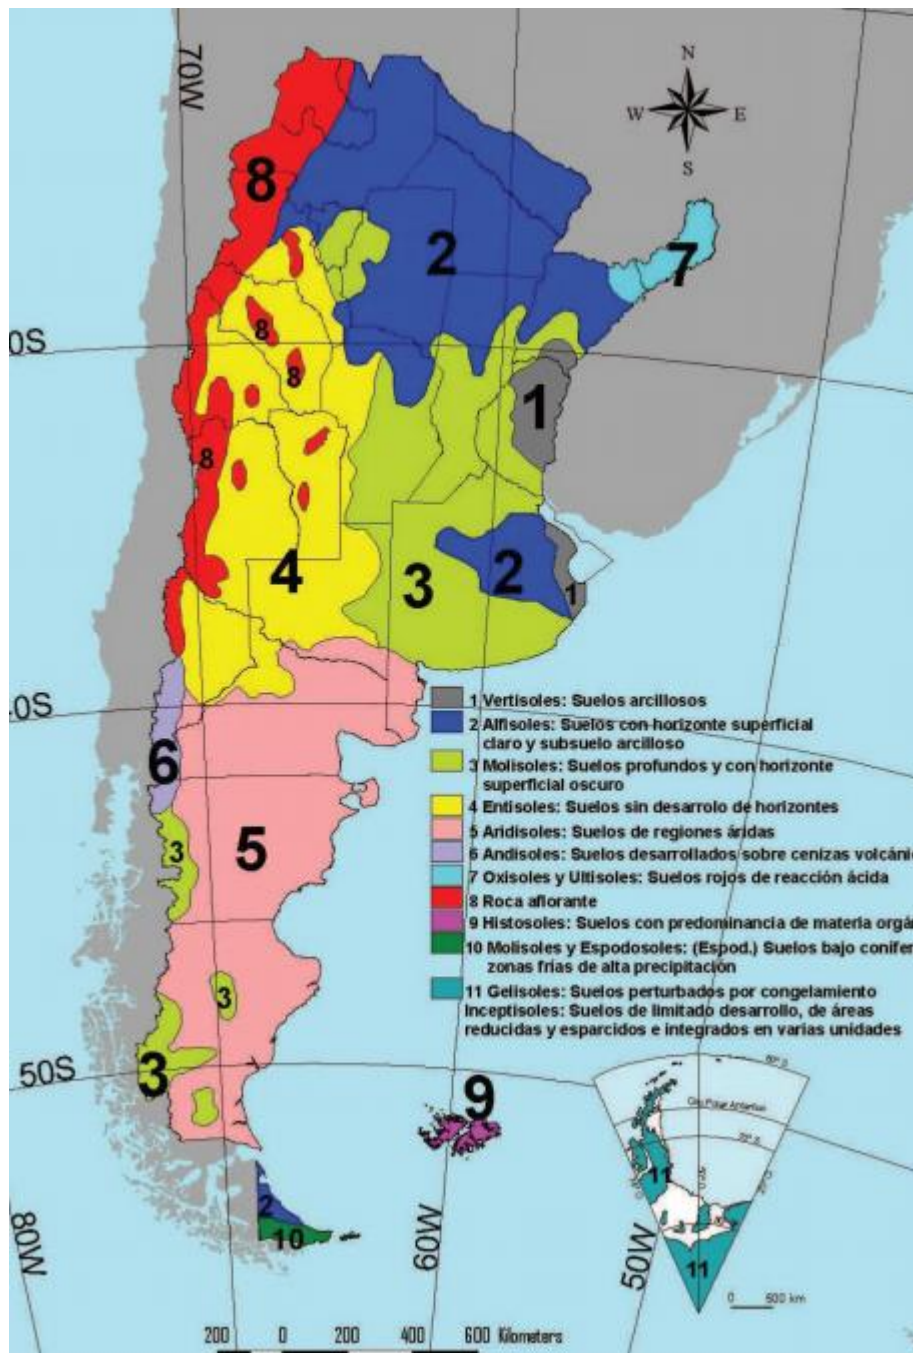 N
W E
S
70W
8
2
7
0S
8
8
1
8
4
3
2
1
0S
1 Vertisoles: Suelos arcillosos
2 Alfisoles: Suelos con horizonte superficial
claro y subsuelo arcilloso
3 Molisoles: Suelos profundos y con horizonte
superficial oscuro
4 Entisoles: Suelos sin desarrolo de horizontes
5 Aridisoles: Suelos de regiones áridas
6 Andisoles: Suelos desarrollados sobre cenizas volcánic
7 Oxisoles y Ultisoles: Suelos rojos de reacción ácida
8 Roca aflorante
9 Histosoles: Suelos con predominancia de materia orgá
10 Molisoles y Espodosoles: (Espod.) Suelos bajo conifer
zonas frías de alta precipitación
11 Gelisoles: Suelos perturbados por congelamiento
Inceptisoles: Suelos de limitado desarrollo, de áreas
reducidas y esparcidos e integrados en varias unidades
6
5
3
3
3
50S
9
2
10
80W
60W
50W
60° S
11
11
0 600 km
200 0 200 400 600 Kilometers